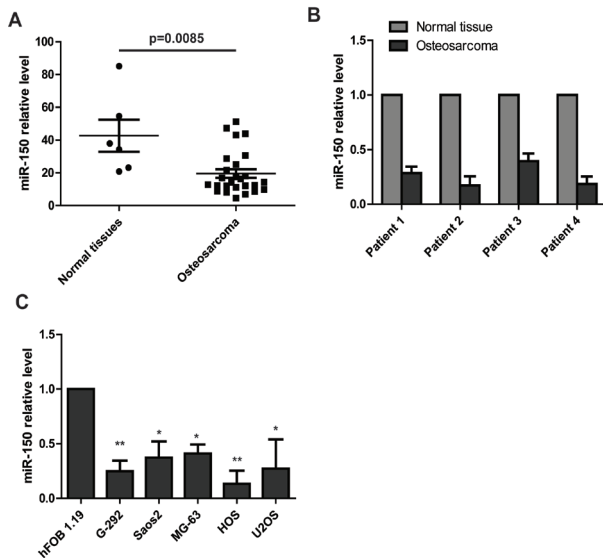 A
p=0.0085
miR-150 relative level
100
80
60
40
20
0
Normal tissues
Osteosarcoma
B
Normal tissue
Osteosarcoma
miR-150 relative level
1.5
1.0
0.5
0.0
Patient 1
Patient 2
Patient 3
Patient 4
C
miR-150 relative level
1.5
1.0
0.5
0.0
**
*
*
**
*
hFOB 1.19
G-292
Saos2
MG-63
HOS
U2OS